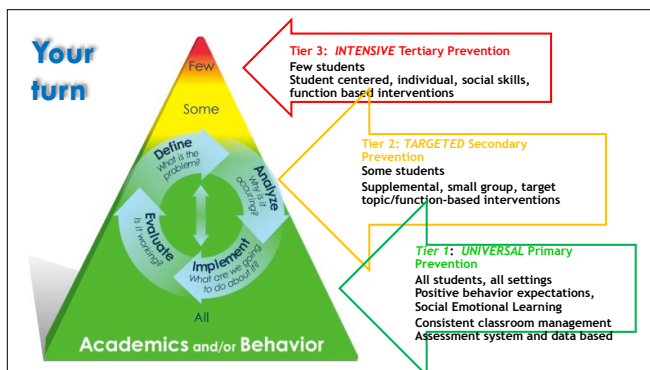 Your
turn
Few
Some
Define
What is the
problem?
Analyze
Why is it
occuring?
Implement
What are we going
to do about it?
Evaluate
Is it working?
All
Academics and/or Behavior
Tier 3: INTENSIVE Tertiary Prevention
Few students
Student centered, individual, social skills,
function based interventions
Tier 2: TARGETED Secondary
Prevention
Some students
Supplemental, small group, target
topic/function-based interventions
Tier 1: UNIVERSAL Primary
Prevention
All students, all settings
Positive behavior expectations,
Social Emotional Learning
Consistent classroom management
Assessment system and data based